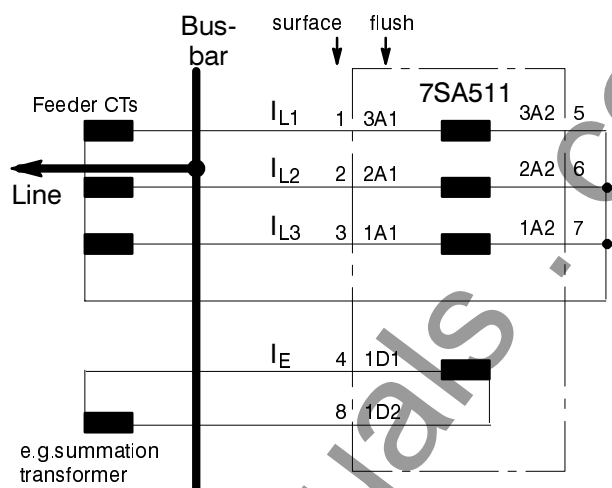 surface flush
Bus-
bar
7SA511
Feeder CTs
IL1 1 3A1 3A2 5
IL2 2 2A1 2A2 6
Line
IL3 3 1A1 1A2 7
IE 4 1D1
8 1D2
e.g.summation
transformer